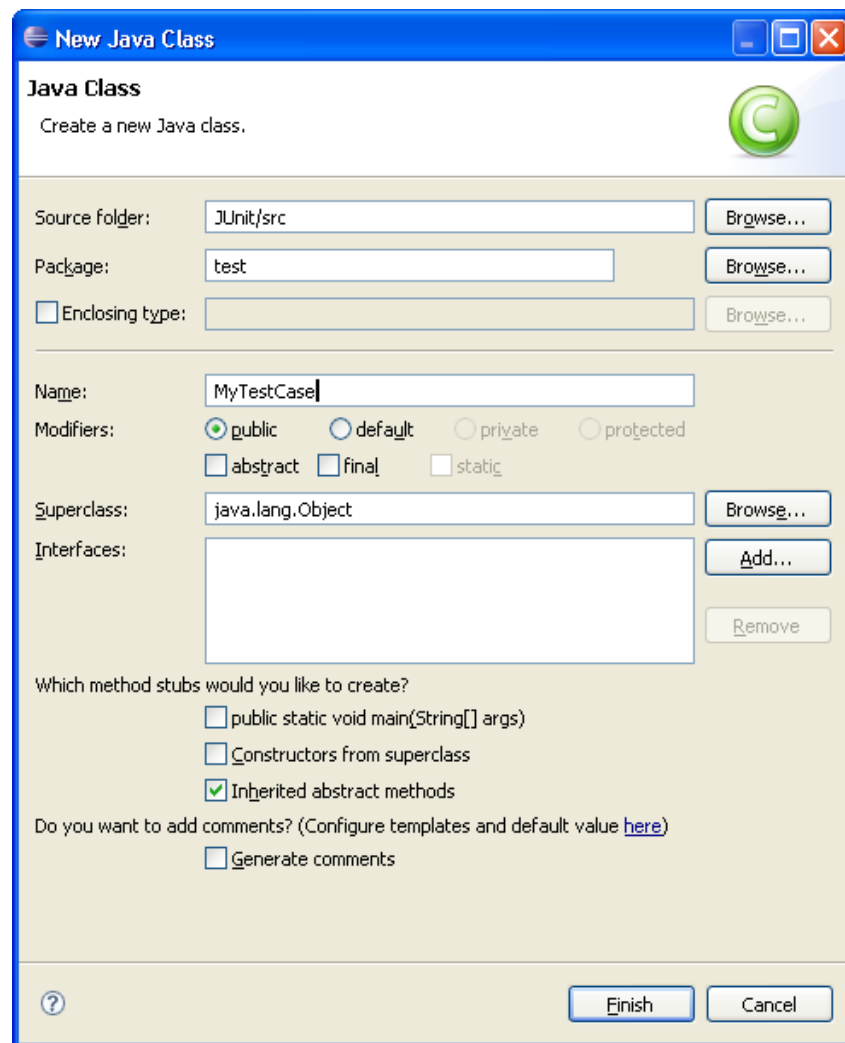 New Java Class
Java Class
Create a new Java class.
Source folder: JUnit/src Browse...
Package: test Browse...
Enclosing type: Browse...
Name: MyTestCase
Modifiers: public default private protected
abstract final static
Superclass: java.lang.Object Browse...
Interfaces: Add...
Remove
Which method stubs would you like to create?
public static void main(String[] args)
Constructors from superclass
Inherited abstract methods
Do you want to add comments? (Configure templates and default value here)
Generate comments
? Finish Cancel